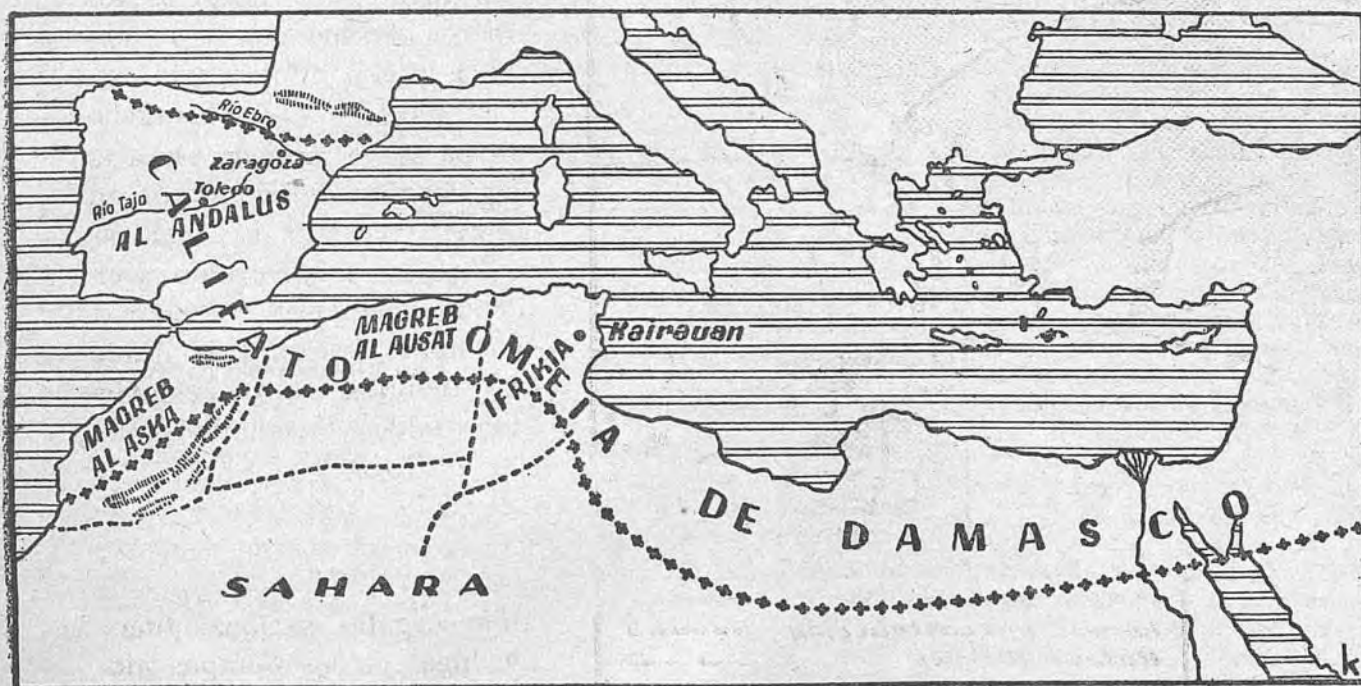 Río Ebro
Zaragoza
Toledo
Río Tajo
AL ANDALUS
CALIFATO OMEIA DE DAMASCO
MAGREB
AL AUSAT
Kairauan
IFRIKIA
MAGREB
AL ASKA
SAHARA
k